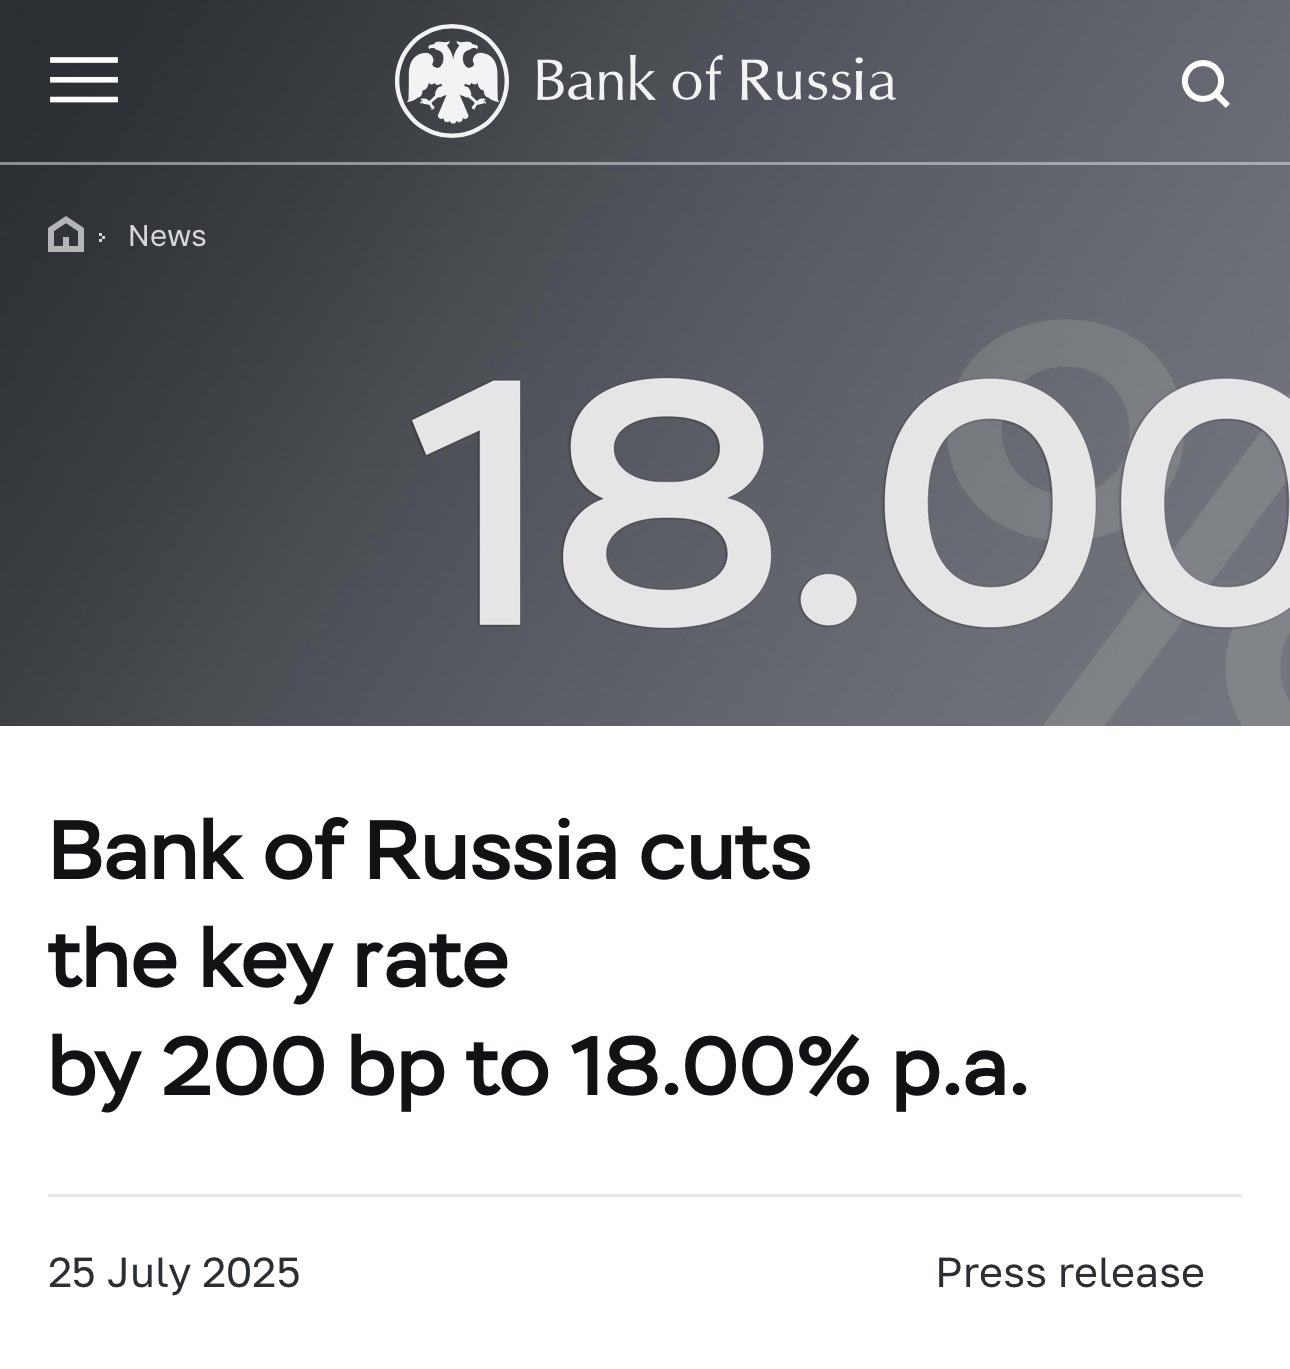 Bank of Russia
News
18.00
%
Bank of Russia cuts
the key rate
by 200 bp to 18.00% p.a.
25 July 2025
Press release